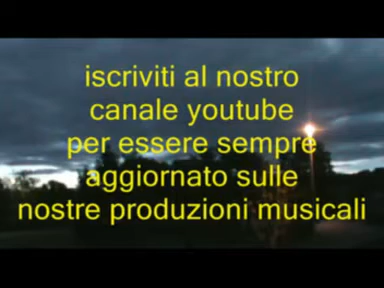 iscriviti al nostro
canale youtube
per essere sempre
aggiornato sulle
nostre produzioni musicali